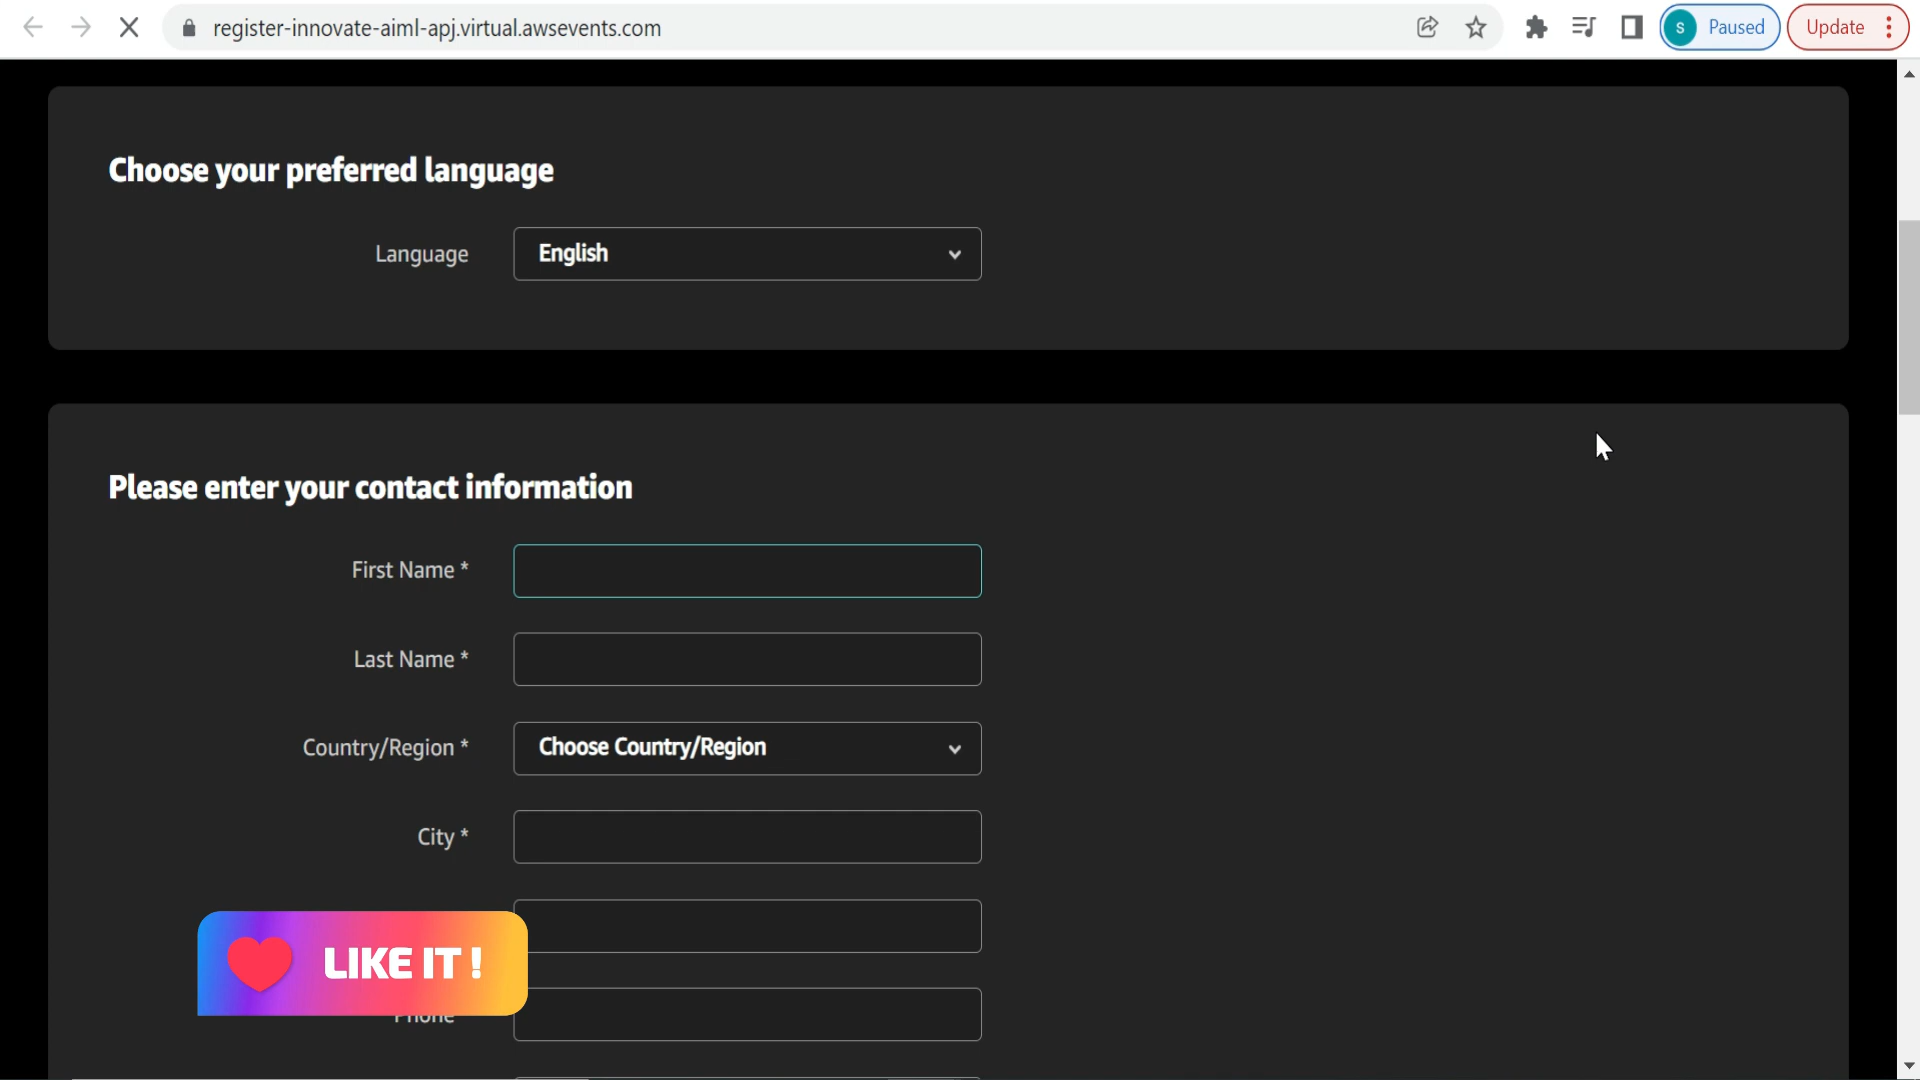 register-innovate-aiml-apj.virtual.awsevents.com
S
Paused
Update
Choose your preferred language
Language
English
Please enter your contact information
First Name *
Last Name *
Country/Region *
Choose Country/Region
City *
LIKE IT !
Phone